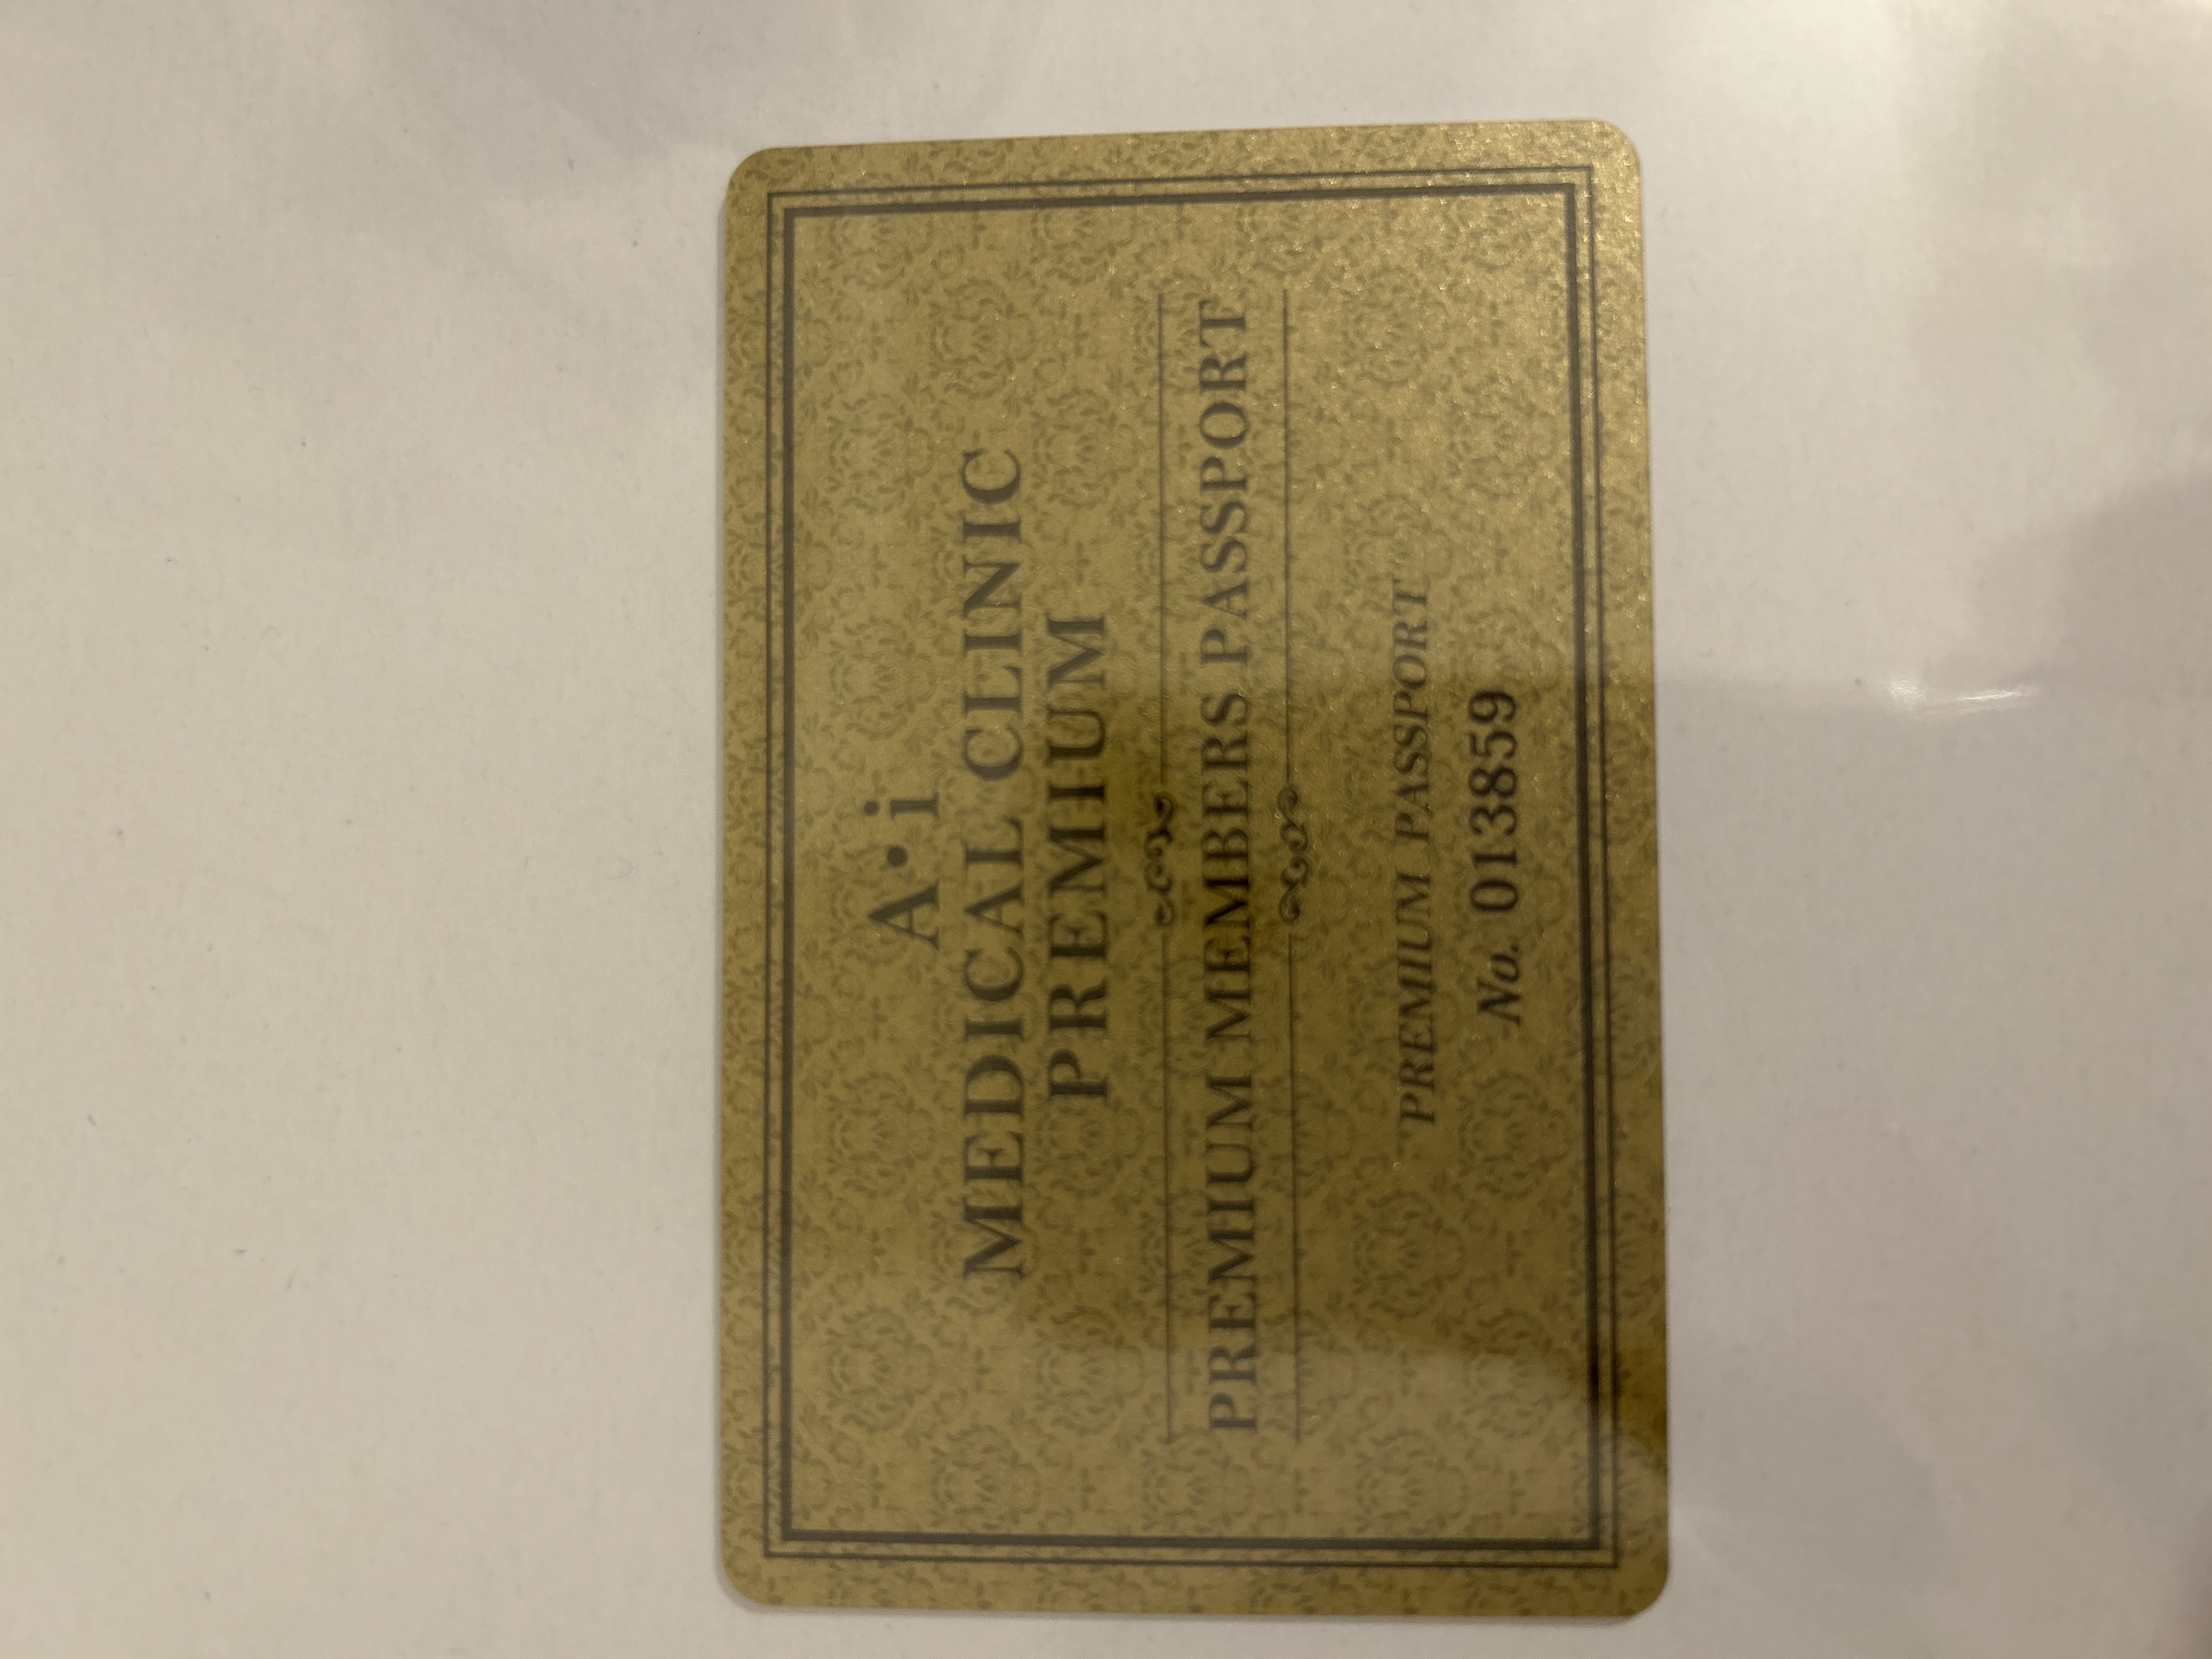 A•i
MEDICAL CLINIC
PREMIUM
PREMIUM MEMBERS PASSPORT
PREMIUM PASSPORT
No. 013859